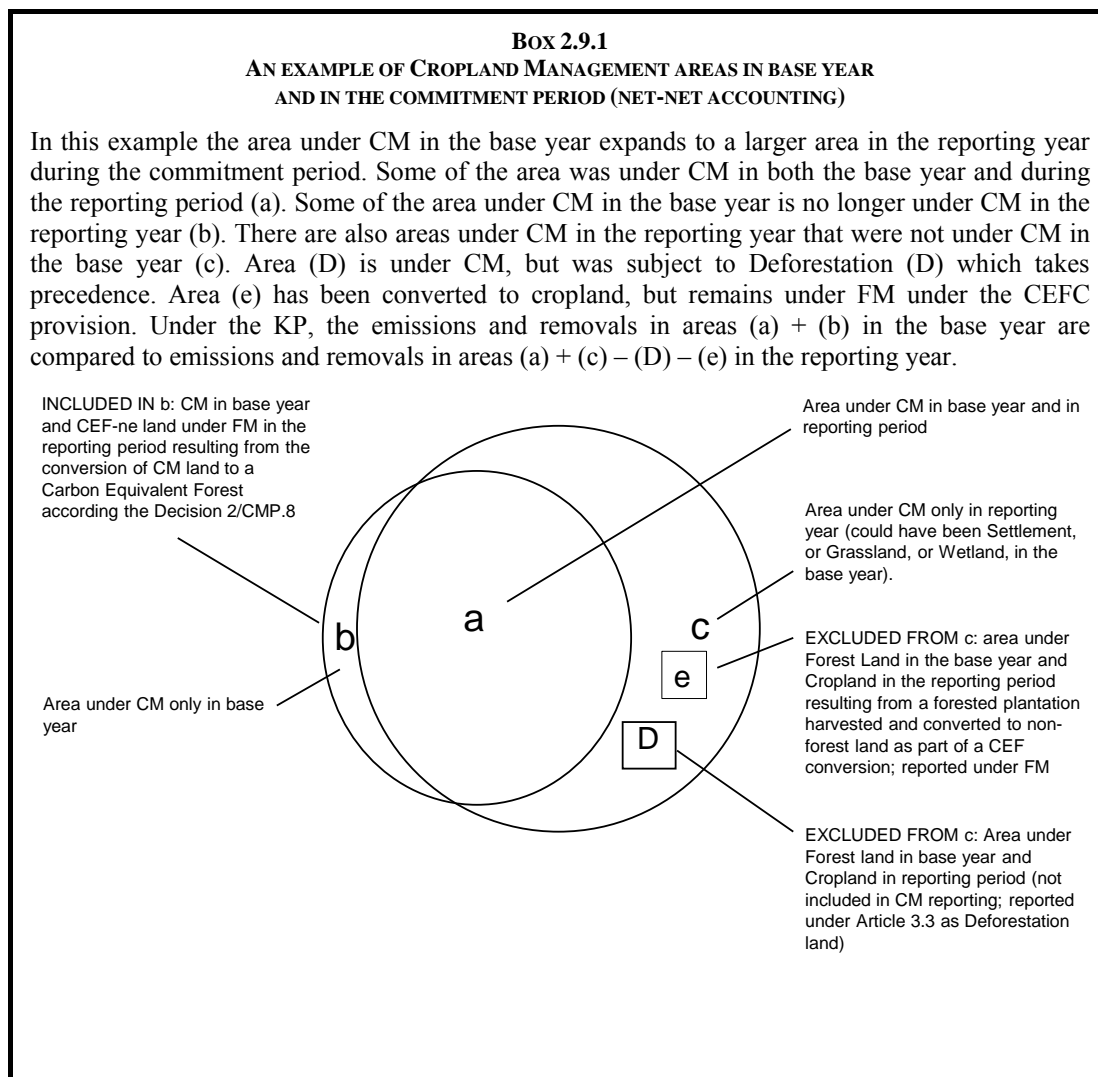 BOX 2.9.1
AN EXAMPLE OF CROPLAND MANAGEMENT AREAS IN BASE YEAR
AND IN THE COMMITMENT PERIOD (NET-NET ACCOUNTING)
In this example the area under CM in the base year expands to a larger area in the reporting year
during the commitment period. Some of the area was under CM in both the base year and during
the reporting period (a). Some of the area under CM in the base year is no longer under CM in the
reporting year (b). There are also areas under CM in the reporting year that were not under CM in
the base year (c). Area (D) is under CM, but was subject to Deforestation (D) which takes
precedence. Area (e) has been converted to cropland, but remains under FM under the CEFC
provision. Under the KP, the emissions and removals in areas (a) + (b) in the base year are
compared to emissions and removals in areas (a) + (c) – (D) – (e) in the reporting year.
INCLUDED IN b: CM in base year
and CEF-ne land under FM in the
reporting period resulting from the
conversion of CM land to a
Carbon Equivalent Forest
according the Decision 2/CMP.8
Area under CM only in base
year
b
a
c
e
D
Area under CM in base year and in
reporting period
Area under CM only in reporting
year (could have been Settlement,
or Grassland, or Wetland, in the
base year).
EXCLUDED FROM c: area under
Forest Land in the base year and
Cropland in the reporting period
resulting from a forested plantation
harvested and converted to non-
forest land as part of a CEF
conversion; reported under FM
EXCLUDED FROM c: Area under
Forest land in base year and
Cropland in reporting period (not
included in CM reporting; reported
under Article 3.3 as Deforestation
land)